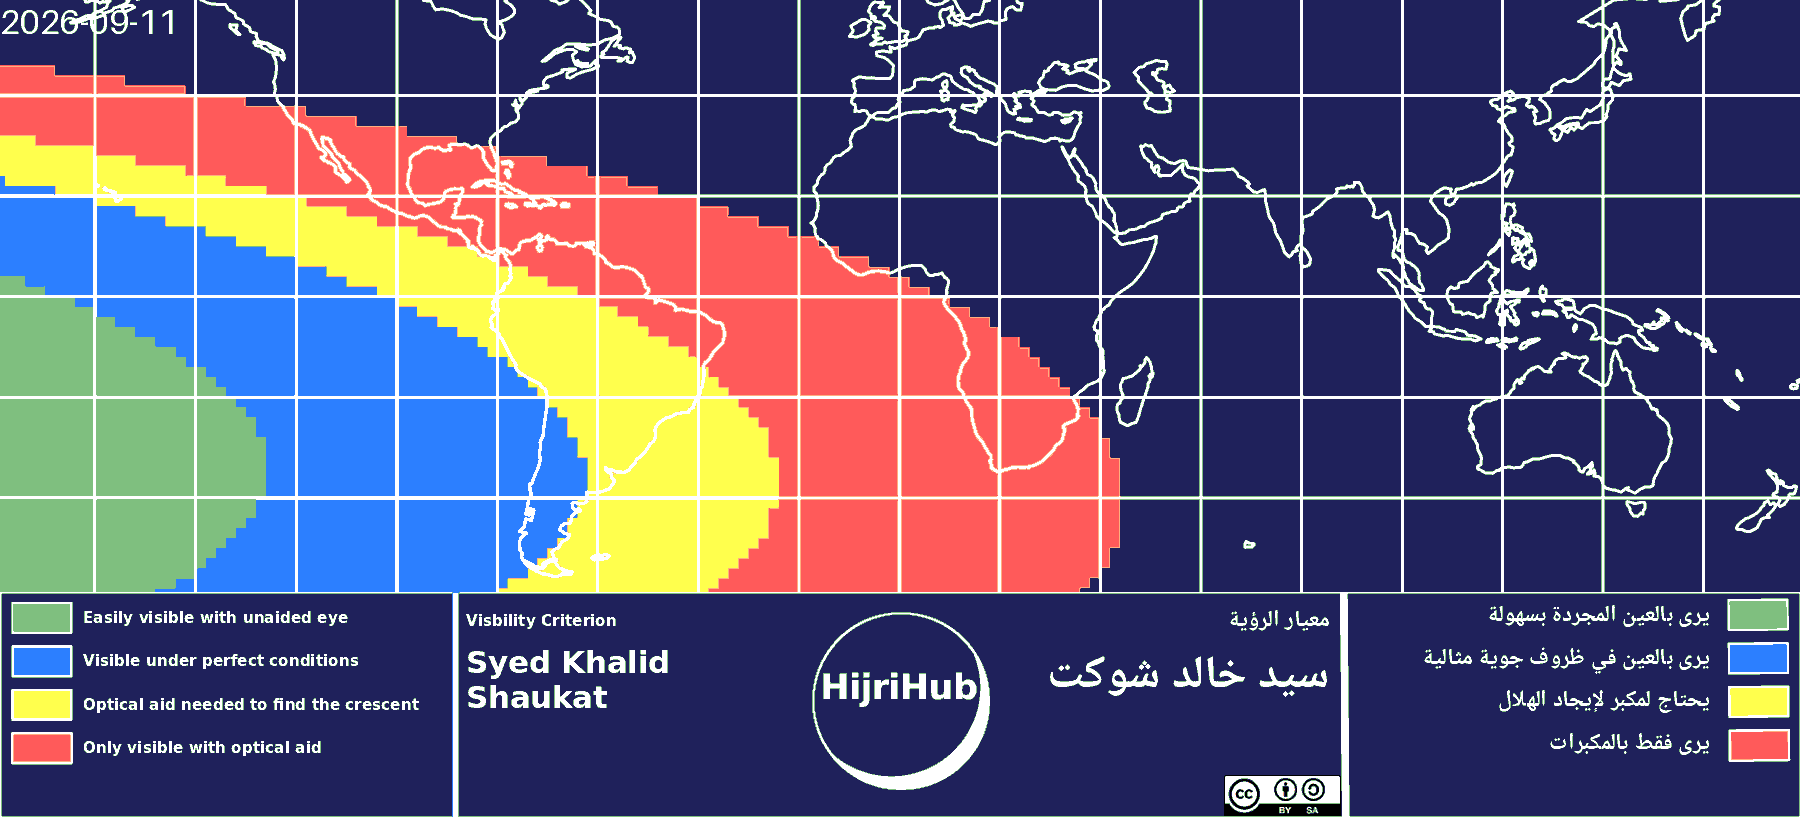 2026-09-11
Easily visible with unaided eye
Visible under perfect conditions
Optical aid needed to find the crescent
Only visible with optical aid
Visbility Criterion
Syed Khalid
Shaukat
HijriHub
معيار الرؤية
سيد خالد شوكت
cc
BY SA
يرى بالعين المجردة بسهولة
يرى بالعين في ظروف جوية مثالية
يحتاج لمكبر لإيجاد الهلال
يرى فقط بالمكبرات